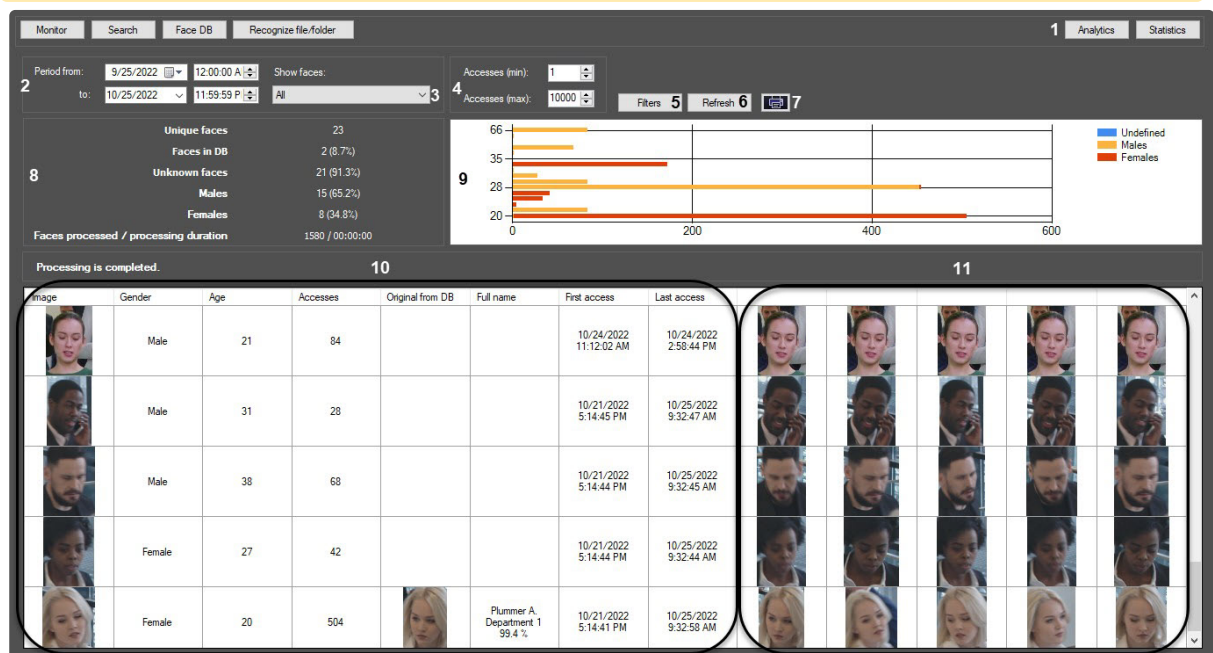 Monitor Search Face DB Recognize file/folder 1 Analytics Statistics
Period from: 9/25/2022 12:00:00 A Show faces: Accesses (min): 1
2 to: 10/25/2022 11:59:59 P All 3 4 Accesses (max): 10000 Filters 5 Refresh 6 7
8
Unique faces 23
Faces in DB 2 (8.7%)
Unknown faces 21 (91.3%)
Males 15 (65.2%)
Females 8 (34.8%)
Faces processed / processing duration 1580 / 00:00:00
9
66
35
28
20
0 200 400 600
Undefined
Males
Females
Processing is completed. 10 11
Image Gender Age Accesses Original from DB Full name First access Last access
Male 21 84 10/24/2022 10/24/2022
11:12:02 AM 2:58:44 PM
Male 31 28 10/21/2022 10/25/2022
5:14:45 PM 9:32:47 AM
Male 38 68 10/21/2022 10/25/2022
5:14:44 PM 9:32:45 AM
Female 27 42 10/21/2022 10/25/2022
5:14:44 PM 9:32:44 AM
Female 20 504 Plummer A. 10/21/2022 10/25/2022
Department 1 5:14:41 PM 9:32:58 AM
99.4 %